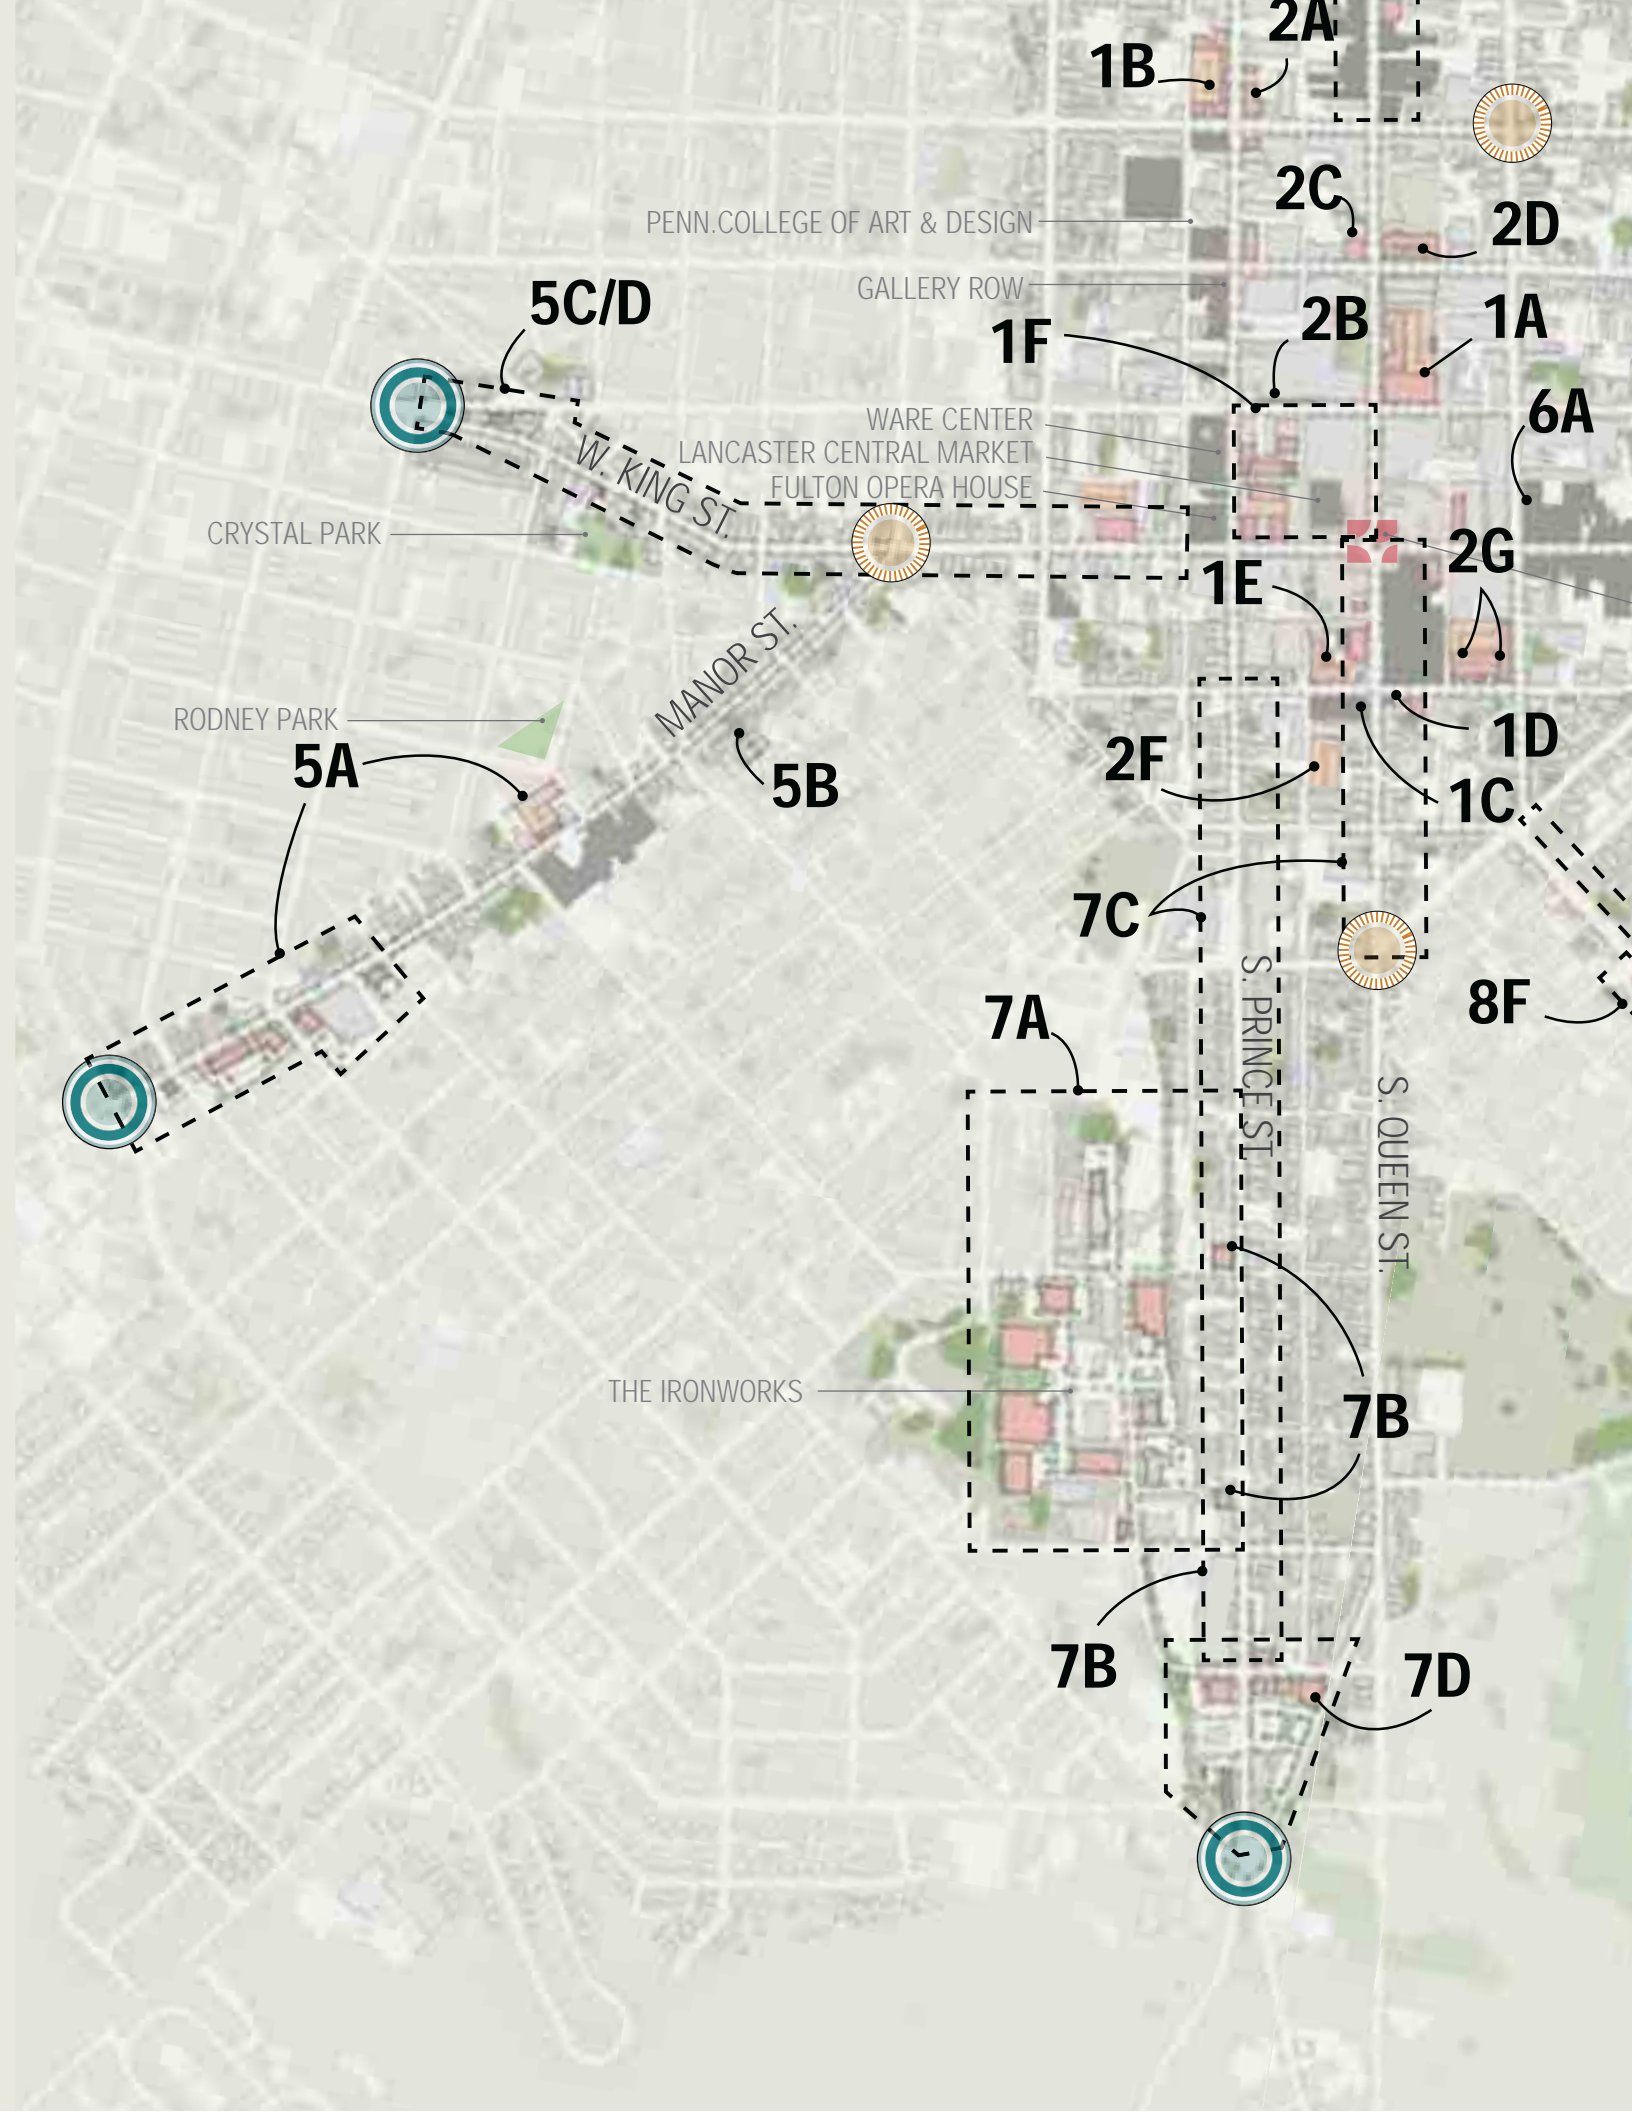 2A
1B
2C
PENN.COLLEGE OF ART & DESIGN
2D
GALLERY ROW
5C/D
2B
1A
1F
6A
WARE CENTER
LANCASTER CENTRAL MARKET
FULTON OPERA HOUSE
W. KING ST.
CRYSTAL PARK
2G
1E
MANOR ST.
RODNEY PARK
5A
5B
1D
2F
1C
7C
S. PRINCE ST.
7A
8F
S. QUEEN ST.
THE IRONWORKS
7B
7B
7D